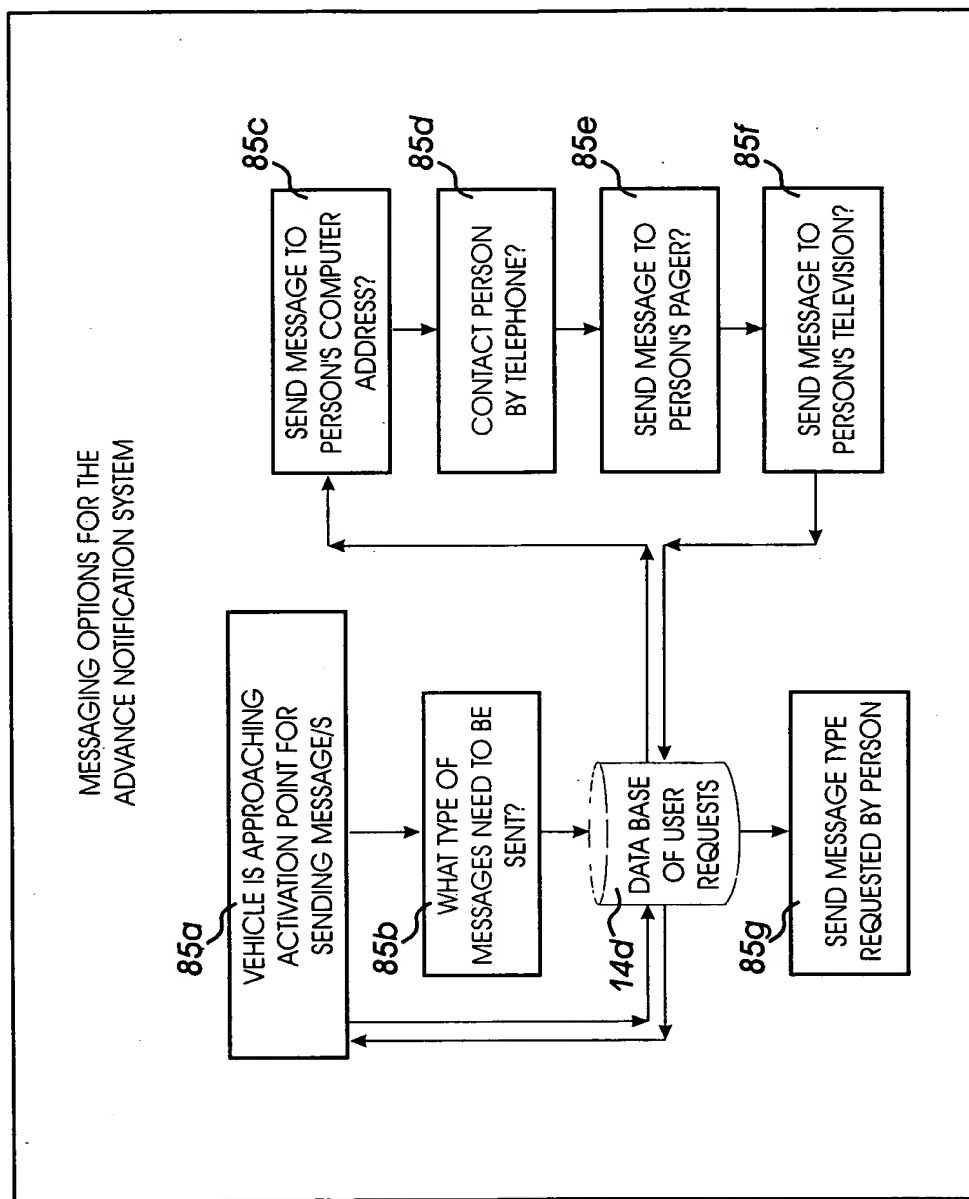 MESSAGING OPTIONS FOR THE
ADVANCE NOTIFICATION SYSTEM
85a
VEHICLE IS APPROACHING
ACTIVATION POINT FOR
SENDING MESSAGE/S
85b
WHAT TYPE OF
MESSAGES NEED TO BE
SENT?
14d
DATA BASE
OF USER
REQUESTS
85g
SEND MESSAGE TYPE
REQUESTED BY PERSON
85c
SEND MESSAGE TO
PERSON'S COMPUTER
ADDRESS?
85d
CONTACT PERSON
BY TELEPHONE?
85e
SEND MESSAGE TO
PERSON'S PAGER?
85f
SEND MESSAGE TO
PERSON'S TELEVISION?